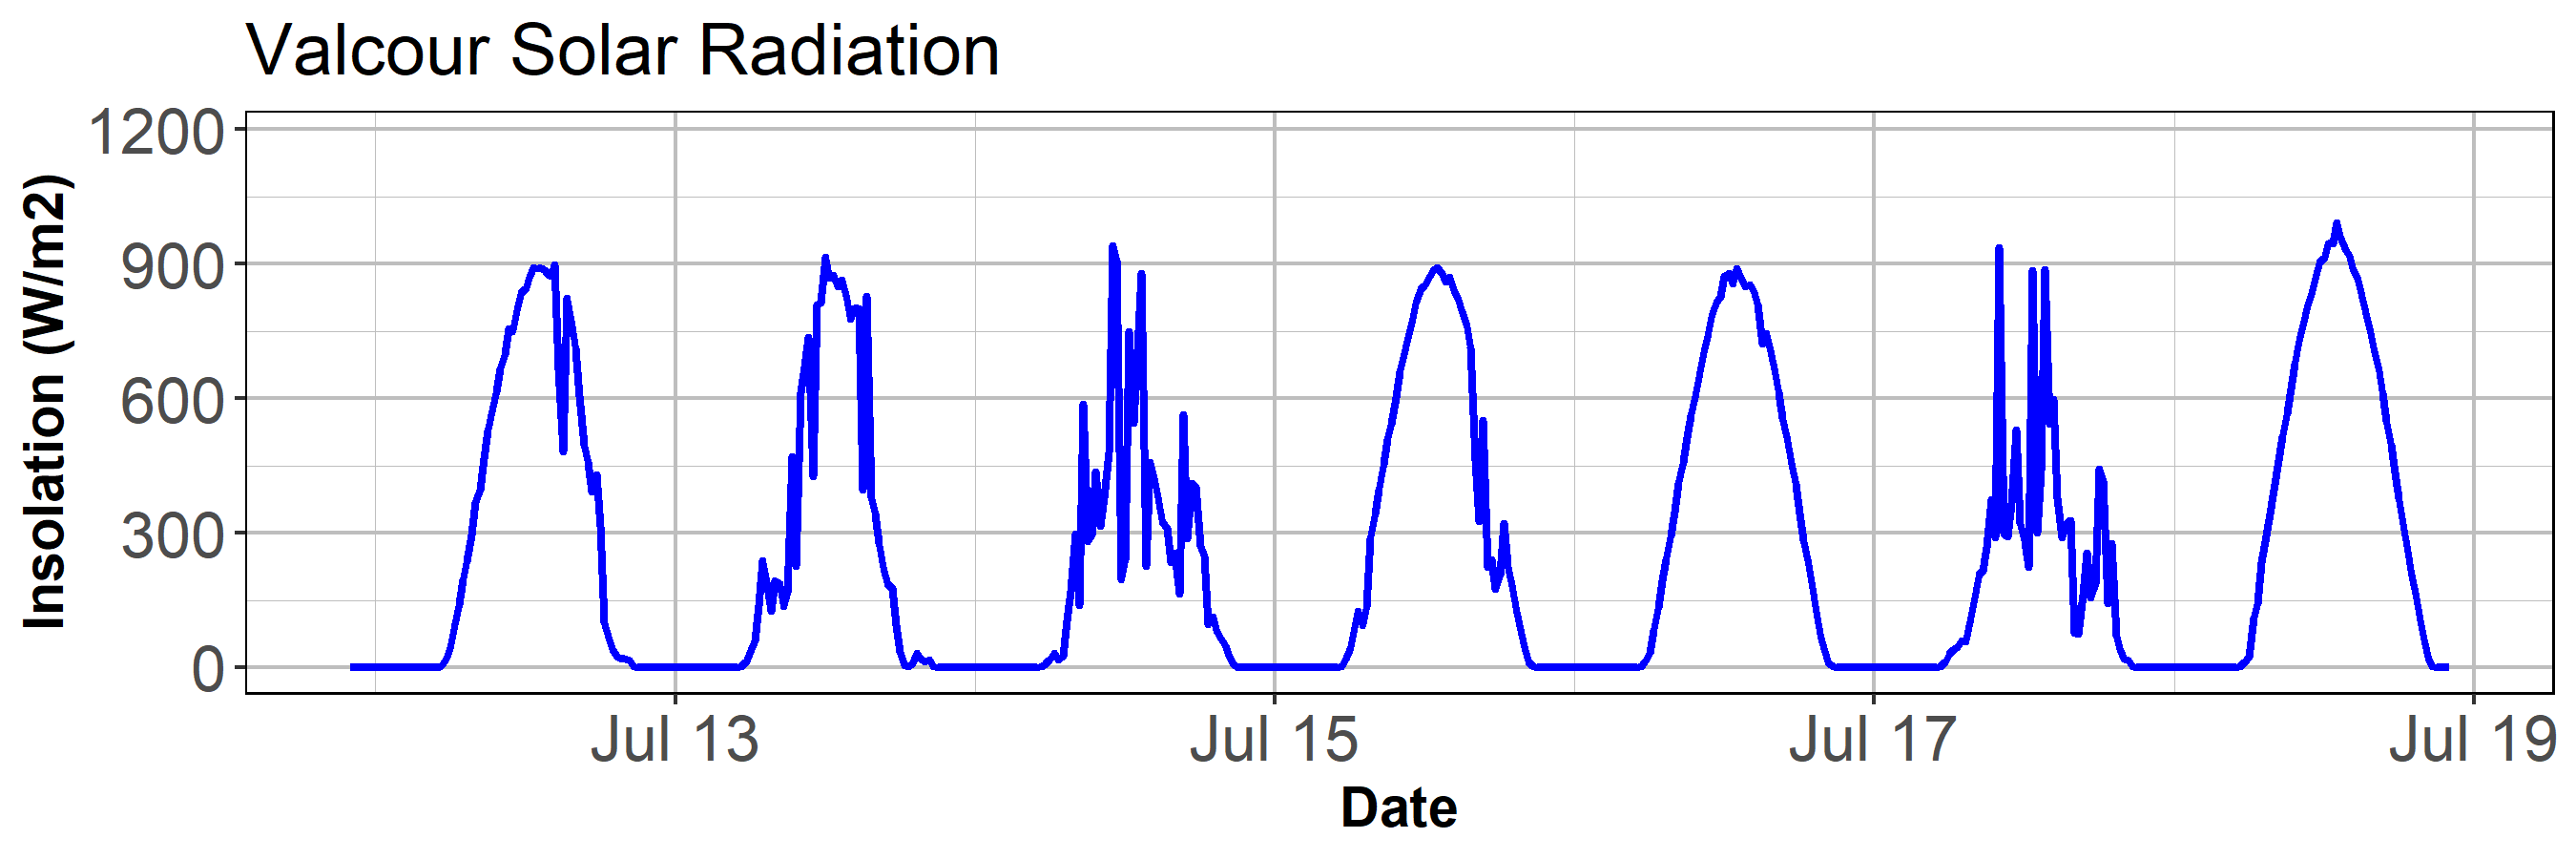 Valcour Solar Radiation
1200
900
600
300
0
Insolation (W/m2)
Jul 13 Jul 15 Jul 17 Jul 19
Date